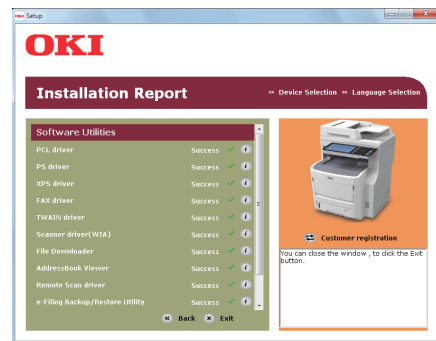 OKI Setup
OKI
Installation Report
» Device Selection » Language Selection
Software Utilities
PCL driver Success i
PS driver Success i
XPS driver Success i
FAX driver Success i
TWAIN driver Success i
Scanner driver(WIA) Success i
File Downloader Success i
AddressBook Viewer Success i
Remote Scan driver Success i
e-Filing Backup/Restore Utility Success i
« Back × Exit
Customer registration
You can close the window , to click the Exit
button.